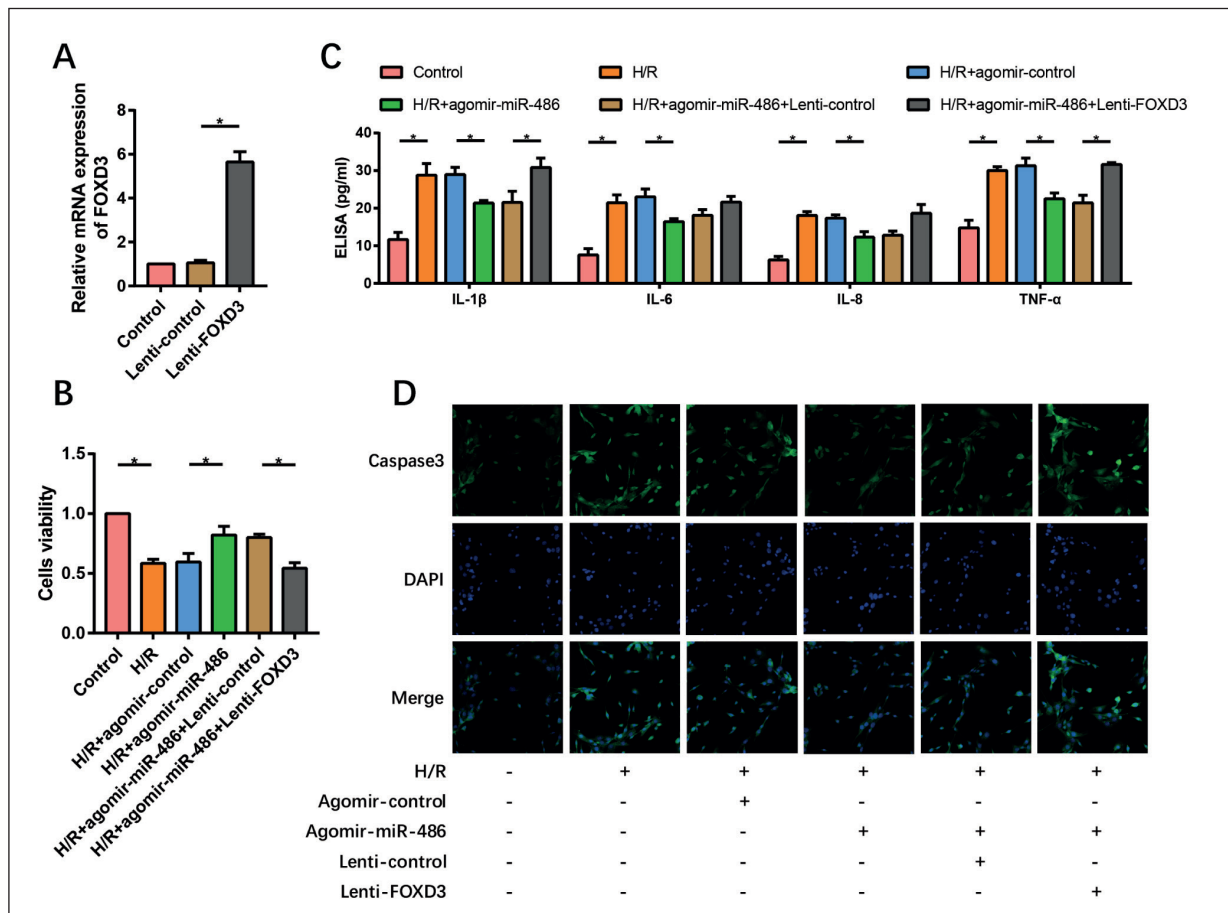 A
Relative mRNA expression
of FOXD3
8
6
4
2
0
*
Control
Lenti-control
Lenti-FOXD3
C
Control
H/R
H/R+agomir-control
H/R+agomir-miR-486
H/R+agomir-miR-486+Lenti-control
H/R+agomir-miR-486+Lenti-FOXD3
ELISA (pg/ml)
40
30
20
10
0
* * * * * * * * * *
IL-1β IL-6 IL-8 TNF-α
B
Cells viability
1.5
1.0
0.5
0.0
* * *
Control
H/R
H/R+agomir-control
H/R+agomir-miR-486
H/R+agomir-miR-486+Lenti-control
H/R+agomir-miR-486+Lenti-FOXD3
D
Caspase3
DAPI
Merge
H/R - + + + + +
Agomir-control - - + - - -
Agomir-miR-486 - - - + + +
Lenti-control - - - - + -
Lenti-FOXD3 - - - - - +